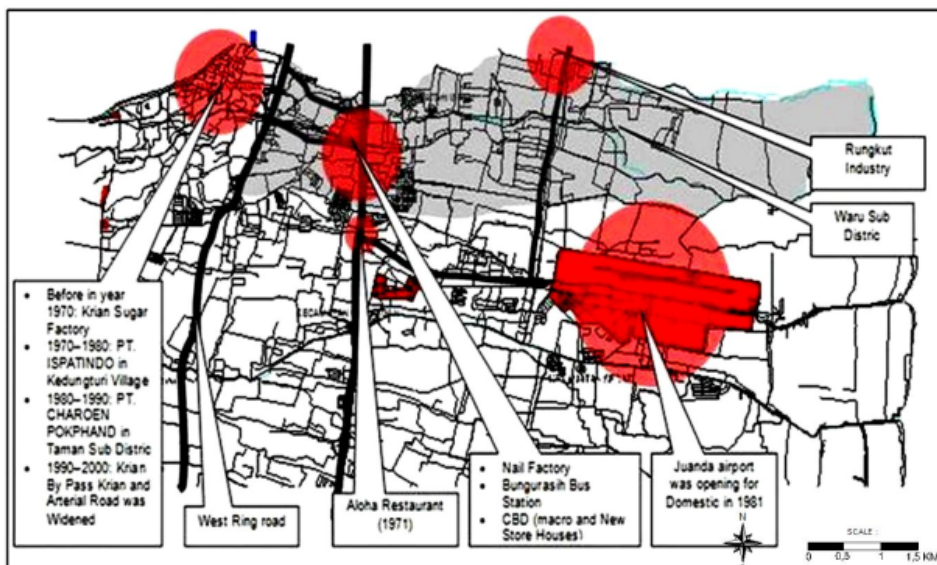 Rungkut
Industry
Waru Sub
Distric
• Before in year
1970: Krian Sugar
Factory
• 1970–1980: PT.
ISPATINDO in
Kedungturi Village
• 1980–1990: PT.
CHAROEN
POKPHAND in
Taman Sub Distric
• 1990–2000: Krian
By Pass Krian and
Arterial Road was
Widened
West Ring road
Aloha Restaurant
(1971)
• Nail Factory
• Bungurasih Bus
Station
• CBD (macro and New
Store Houses)
Juanda airport
was opening for
Domestic in 1981
N
SCALE :
0 0,5 1 1,5 KM